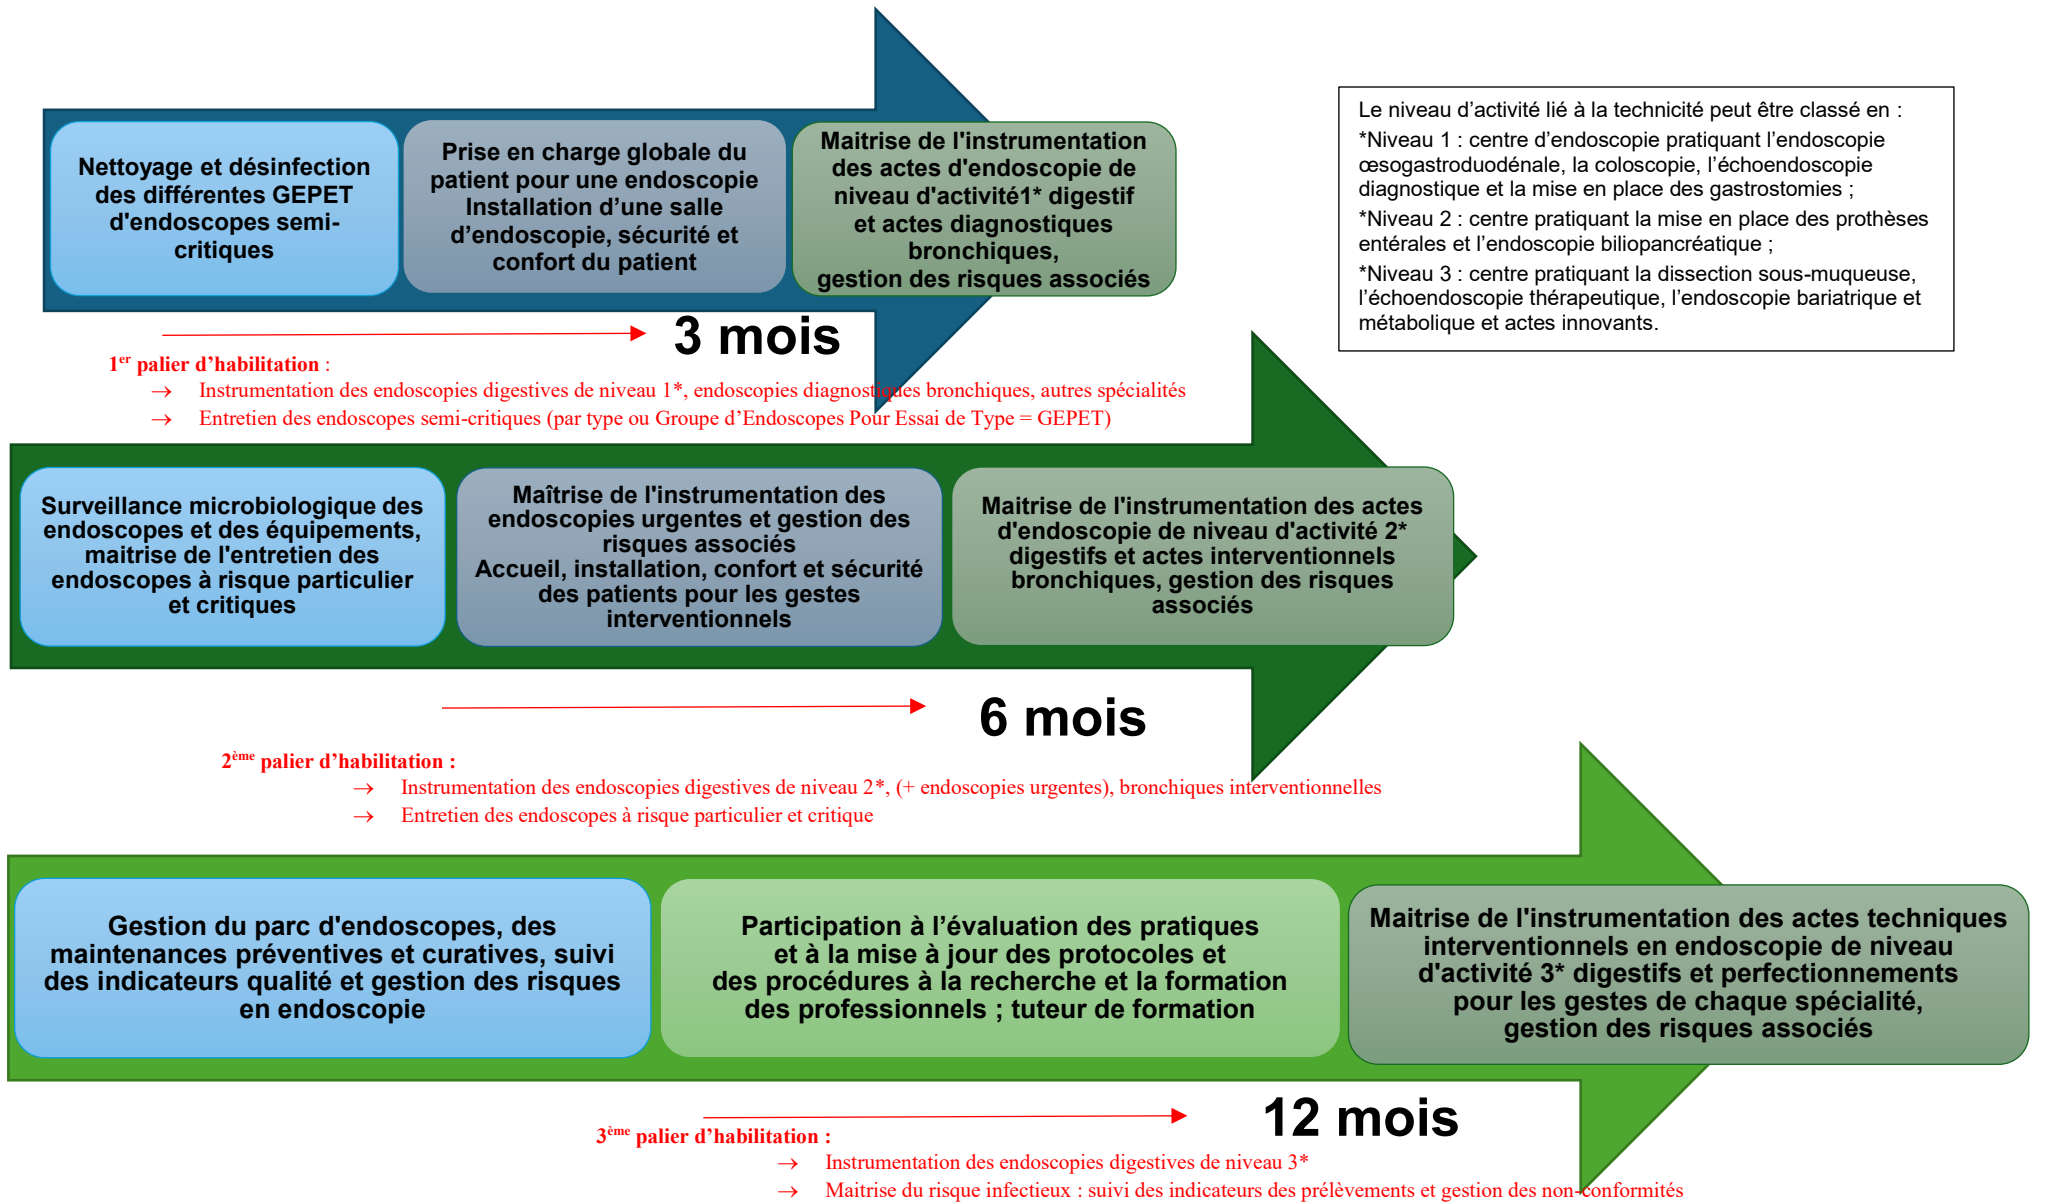 Nettoyage et désinfection
des différentes GEPET
d'endoscopes semi-
critiques
Prise en charge globale du
patient pour une endoscopie
Installation d’une salle
d’endoscopie, sécurité et
confort du patient
Maitrise de l'instrumentation
des actes d'endoscopie de
niveau d'activité1* digestif
et actes diagnostiques
bronchiques,
gestion des risques associés
Le niveau d’activité lié à la technicité peut être classé en :
*Niveau 1 : centre d’endoscopie pratiquant l’endoscopie
œsogastroduodénale, la coloscopie, l’échoendoscopie
diagnostique et la mise en place des gastrostomies ;
*Niveau 2 : centre pratiquant la mise en place des prothèses
entérales et l’endoscopie biliopancréatique ;
*Niveau 3 : centre pratiquant la dissection sous-muqueuse,
l’échoendoscopie thérapeutique, l’endoscopie bariatrique et
métabolique et actes innovants.
3 mois
1er palier d’habilitation :
→ Instrumentation des endoscopies digestives de niveau 1*, endoscopies diagnostiques bronchiques, autres spécialités
→ Entretien des endoscopes semi-critiques (par type ou Groupe d’Endoscopes Pour Essai de Type = GEPET)
Surveillance microbiologique des
endoscopes et des équipements,
maitrise de l'entretien des
endoscopes à risque particulier
et critiques
Maîtrise de l'instrumentation des
endoscopies urgentes et gestion des
risques associés
Accueil, installation, confort et sécurité
des patients pour les gestes
interventionnels
Maitrise de l'instrumentation des actes
d'endoscopie de niveau d'activité 2*
digestifs et actes interventionnels
bronchiques, gestion des risques
associés
6 mois
2ème palier d’habilitation :
→ Instrumentation des endoscopies digestives de niveau 2*, (+ endoscopies urgentes), bronchiques interventionnelles
→ Entretien des endoscopes à risque particulier et critique
Gestion du parc d'endoscopes, des
maintenances préventives et curatives, suivi
des indicateurs qualité et gestion des risques
en endoscopie
Participation à l’évaluation des pratiques
et à la mise à jour des protocoles et
des procédures à la recherche et la formation
des professionnels ; tuteur de formation
Maitrise de l'instrumentation des actes techniques
interventionnels en endoscopie de niveau
d'activité 3* digestifs et perfectionnements
pour les gestes de chaque spécialité,
gestion des risques associés
12 mois
3ème palier d’habilitation :
→ Instrumentation des endoscopies digestives de niveau 3*
→ Maitrise du risque infectieux : suivi des indicateurs des prélèvements et gestion des non-conformités